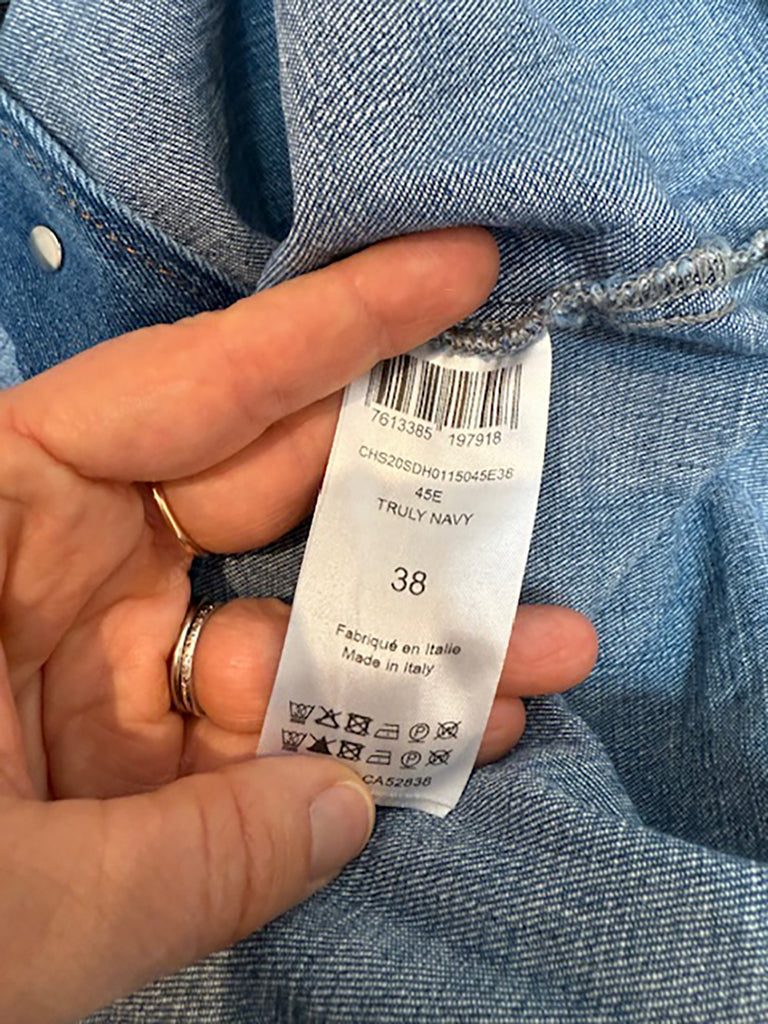 7613385 197918
CHS20SDH0115045E38
45E
TRULY NAVY
38
Fabriqué en Italie
Made in Italy
CA52838